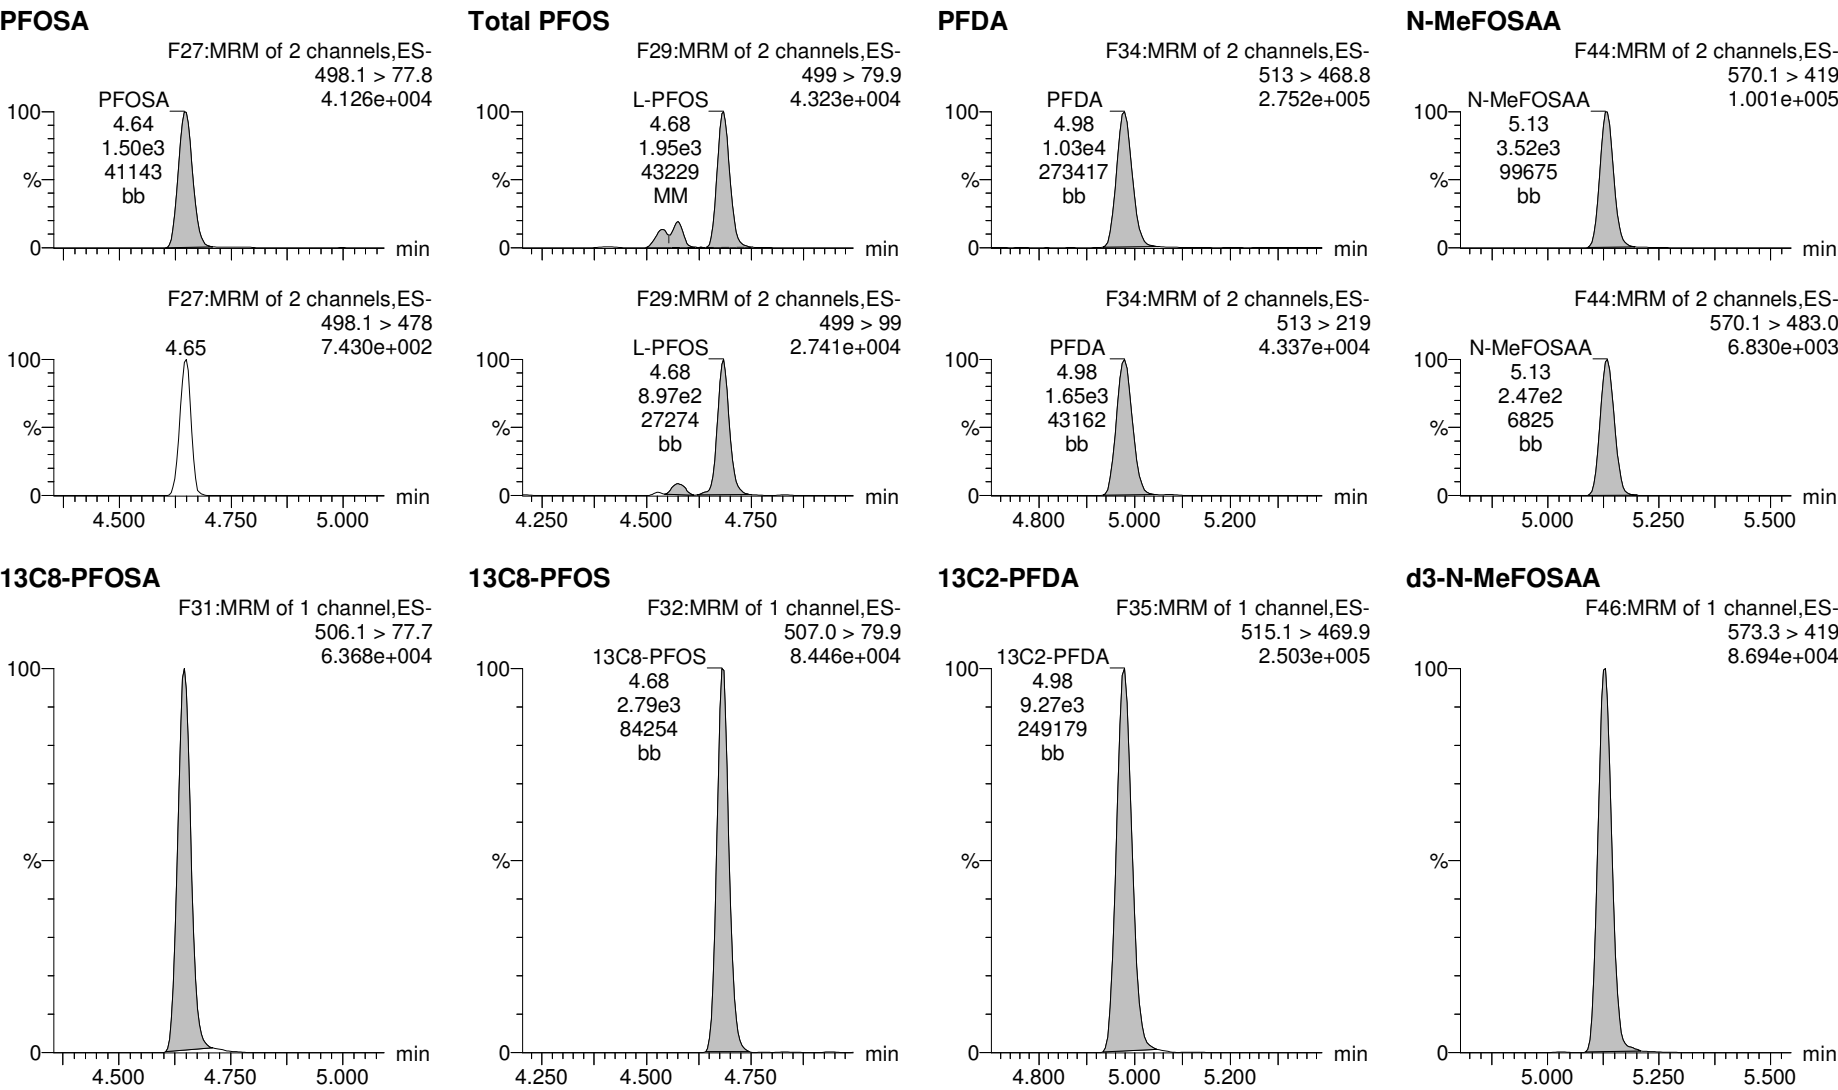 PFOSA
F27:MRM of 2 channels,ES-
498.1 > 77.8
4.126e+004
PFOSA
4.64
1.50e3
41143
bb
100
%
0
min
F27:MRM of 2 channels,ES-
498.1 > 478
7.430e+002
4.65
100
%
0
min
4.500 4.750 5.000
Total PFOS
F29:MRM of 2 channels,ES-
499 > 79.9
4.323e+004
L-PFOS
4.68
1.95e3
43229
MM
100
%
0
min
F29:MRM of 2 channels,ES-
499 > 99
2.741e+004
L-PFOS
4.68
8.97e2
27274
bb
100
%
0
min
4.250 4.500 4.750
PFDA
F34:MRM of 2 channels,ES-
513 > 468.8
2.752e+005
PFDA
4.98
1.03e4
273417
bb
100
%
0
min
F34:MRM of 2 channels,ES-
513 > 219
4.337e+004
PFDA
4.98
1.65e3
43162
bb
100
%
0
min
4.800 5.000 5.200
N-MeFOSAA
F44:MRM of 2 channels,ES-
570.1 > 419
1.001e+005
N-MeFOSAA
5.13
3.52e3
99675
bb
100
%
0
min
F44:MRM of 2 channels,ES-
570.1 > 483.0
6.830e+003
N-MeFOSAA
5.13
2.47e2
6825
bb
100
%
0
min
5.000 5.250 5.500
13C8-PFOSA
F31:MRM of 1 channel,ES-
506.1 > 77.7
6.368e+004
100
%
0
min
4.500 4.750 5.000
13C8-PFOS
F32:MRM of 1 channel,ES-
507.0 > 79.9
8.446e+004
13C8-PFOS
4.68
2.79e3
84254
bb
100
%
0
min
4.250 4.500 4.750
13C2-PFDA
F35:MRM of 1 channel,ES-
515.1 > 469.9
2.503e+005
13C2-PFDA
4.98
9.27e3
249179
bb
100
%
0
min
4.800 5.000 5.200
d3-N-MeFOSAA
F46:MRM of 1 channel,ES-
573.3 > 419
8.694e+004
100
%
0
min
5.000 5.250 5.500